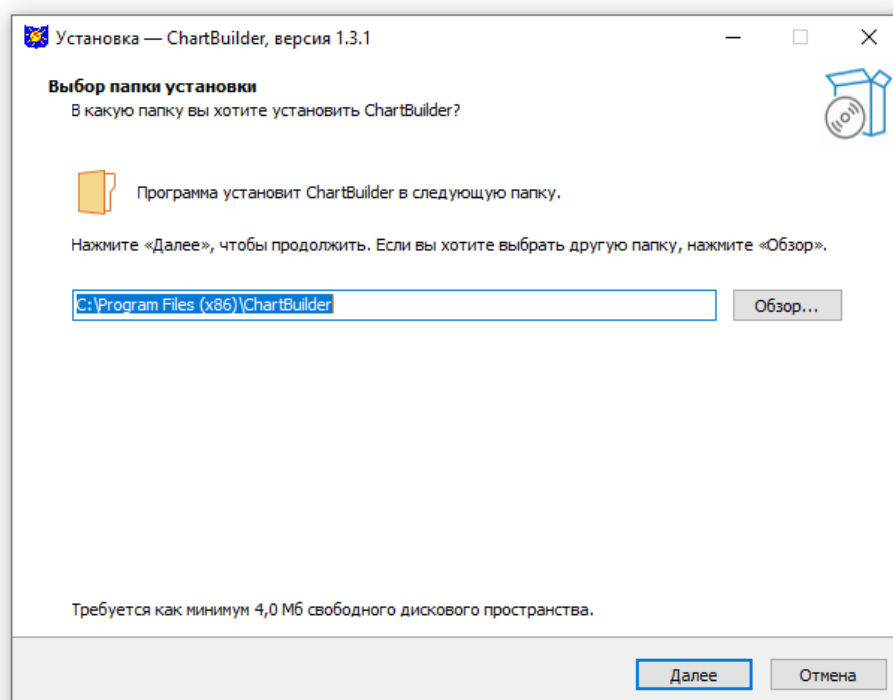 Установка — ChartBuilder, версия 1.3.1
Выбор папки установки
В какую папку вы хотите установить ChartBuilder?
Программа установит ChartBuilder в следующую папку.
Нажмите «Далее», чтобы продолжить. Если вы хотите выбрать другую папку, нажмите «Обзор».
C:\Program Files (x86)\ChartBuilder
Обзор...
Требуется как минимум 4,0 Мб свободного дискового пространства.
Далее
Отмена